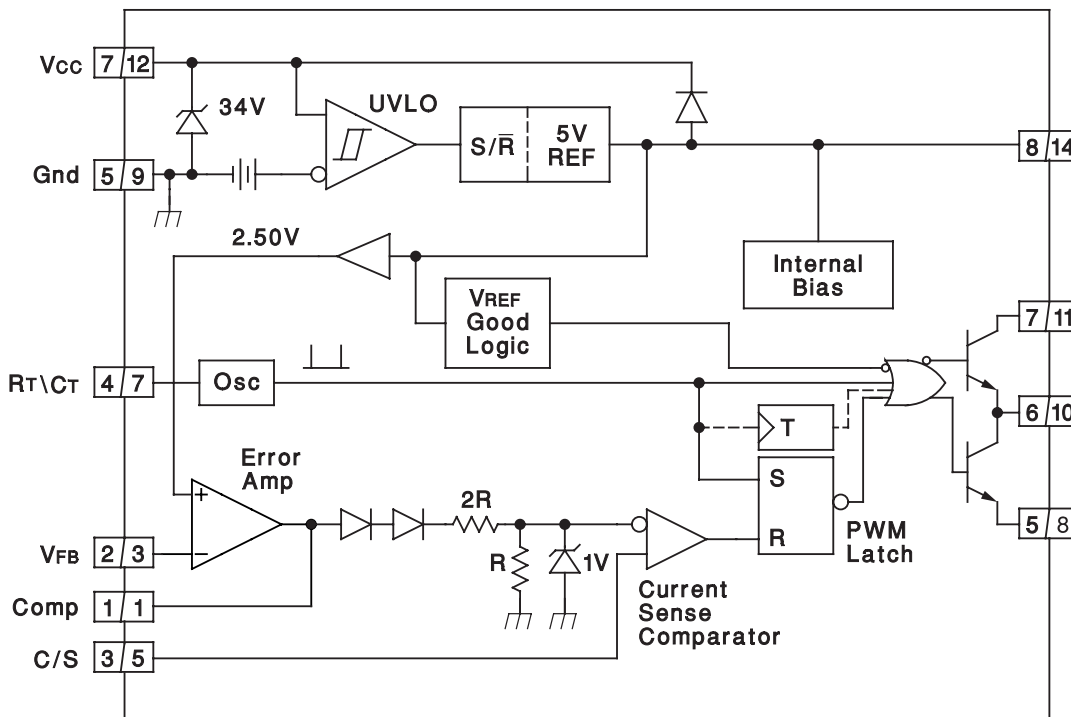 Vcc 7 12
34V
UVLO
S/R̅
5V
REF
8 14
Gnd 5 9
2.50V
Internal
Bias
VREF
Good
Logic
7 11
RT\CT 4 7
Osc
6 10
T
Error
Amp
+
−
2R
S
R
PWM
Latch
5 8
VFB 2 3
R
1V
Comp 1 1
Current
Sense
Comparator
C/S 3 5